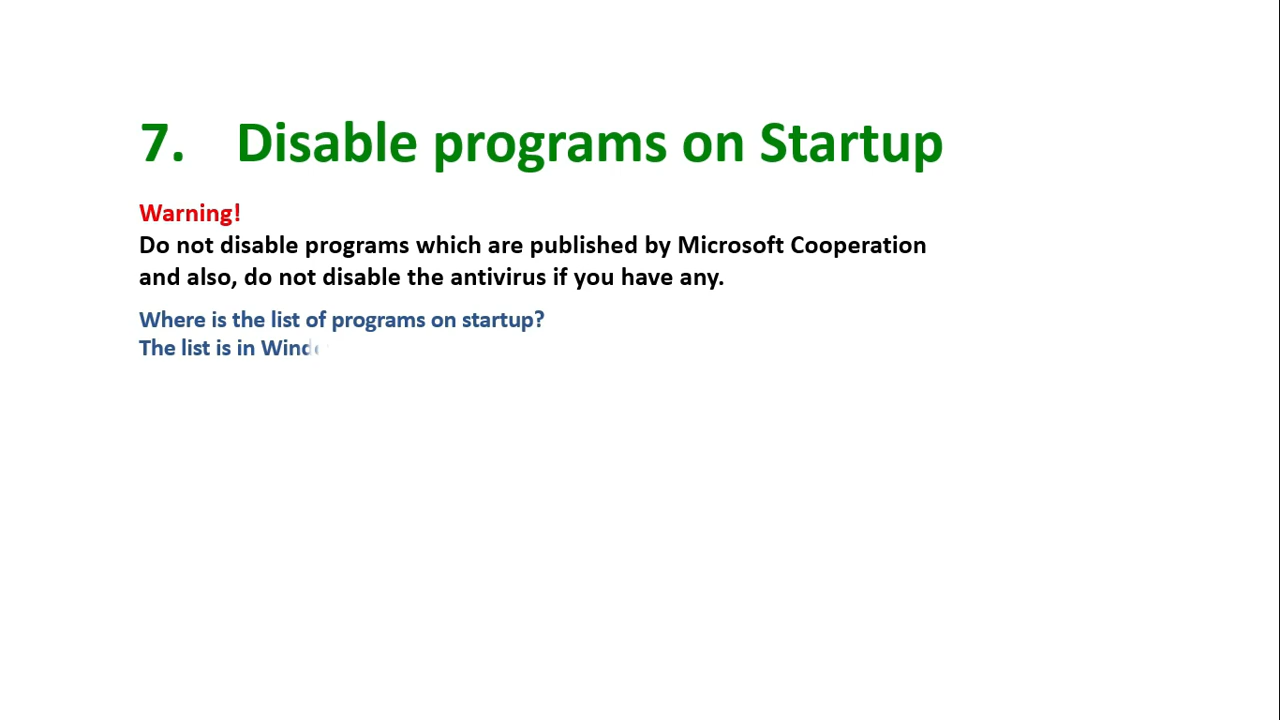 7. Disable programs on Startup
Warning!
Do not disable programs which are published by Microsoft Cooperation
and also, do not disable the antivirus if you have any.
Where is the list of programs on startup?
The list is in